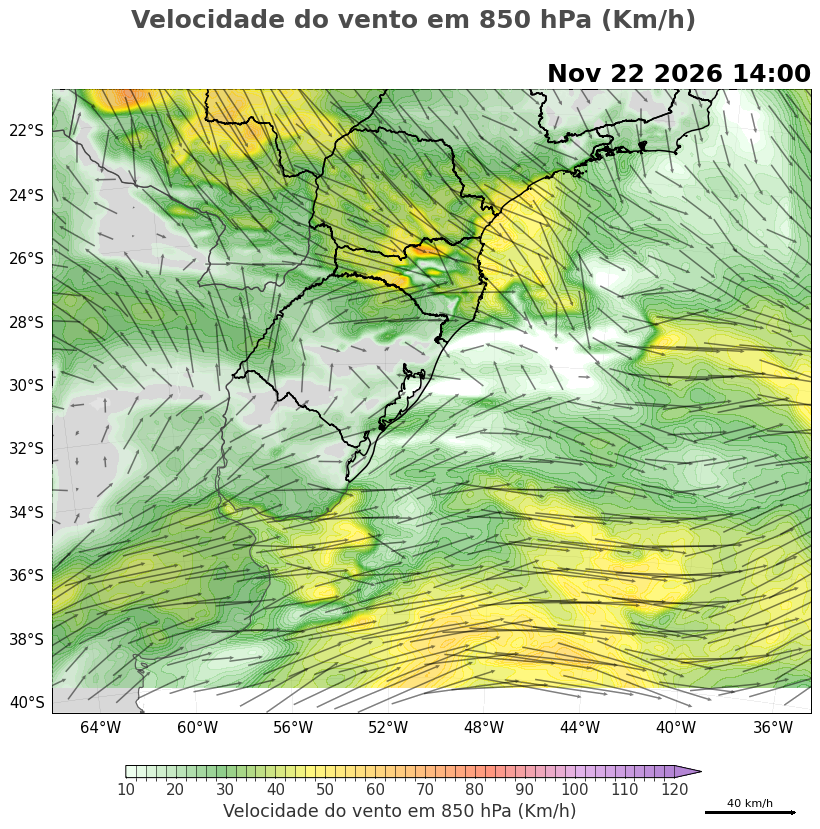 Velocidade do vento em 850 hPa (Km/h)
Nov 22 2026 14:00
22°S
24°S
26°S
28°S
30°S
32°S
34°S
36°S
38°S
40°S
64°W 60°W 56°W 52°W 48°W 44°W 40°W 36°W
10 20 30 40 50 60 70 80 90 100 110 120
Velocidade do vento em 850 hPa (Km/h)
40 km/h